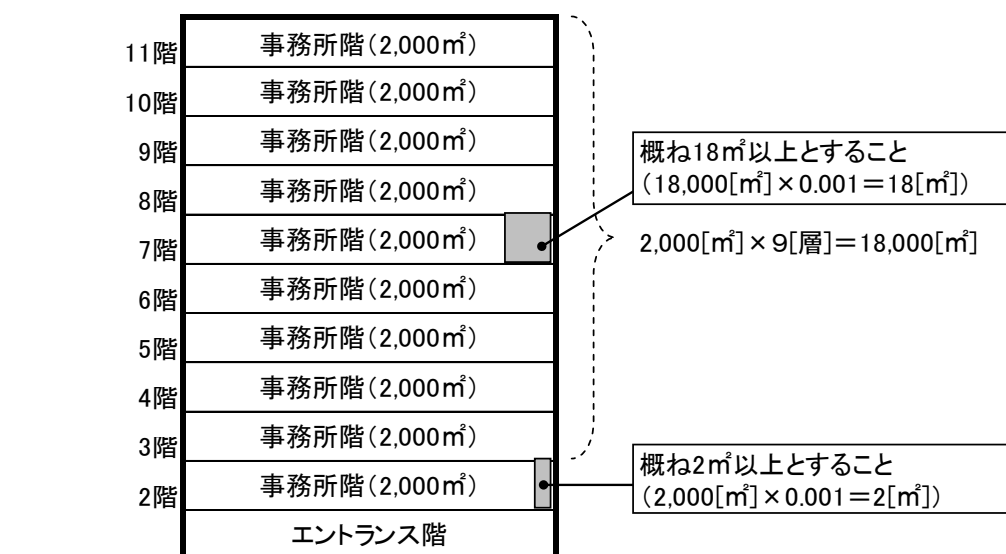 11階 事務所階(2,000㎡)
10階 事務所階(2,000㎡)
9階 事務所階(2,000㎡)
概ね18㎡以上とすること
(18,000[㎡]×0.001=18[㎡])
8階 事務所階(2,000㎡)
7階 事務所階(2,000㎡)
2,000[㎡]×9[層]=18,000[㎡]
6階 事務所階(2,000㎡)
5階 事務所階(2,000㎡)
4階 事務所階(2,000㎡)
3階 事務所階(2,000㎡)
概ね2㎡以上とすること
(2,000[㎡]×0.001=2[㎡])
2階 事務所階(2,000㎡)
エントランス階